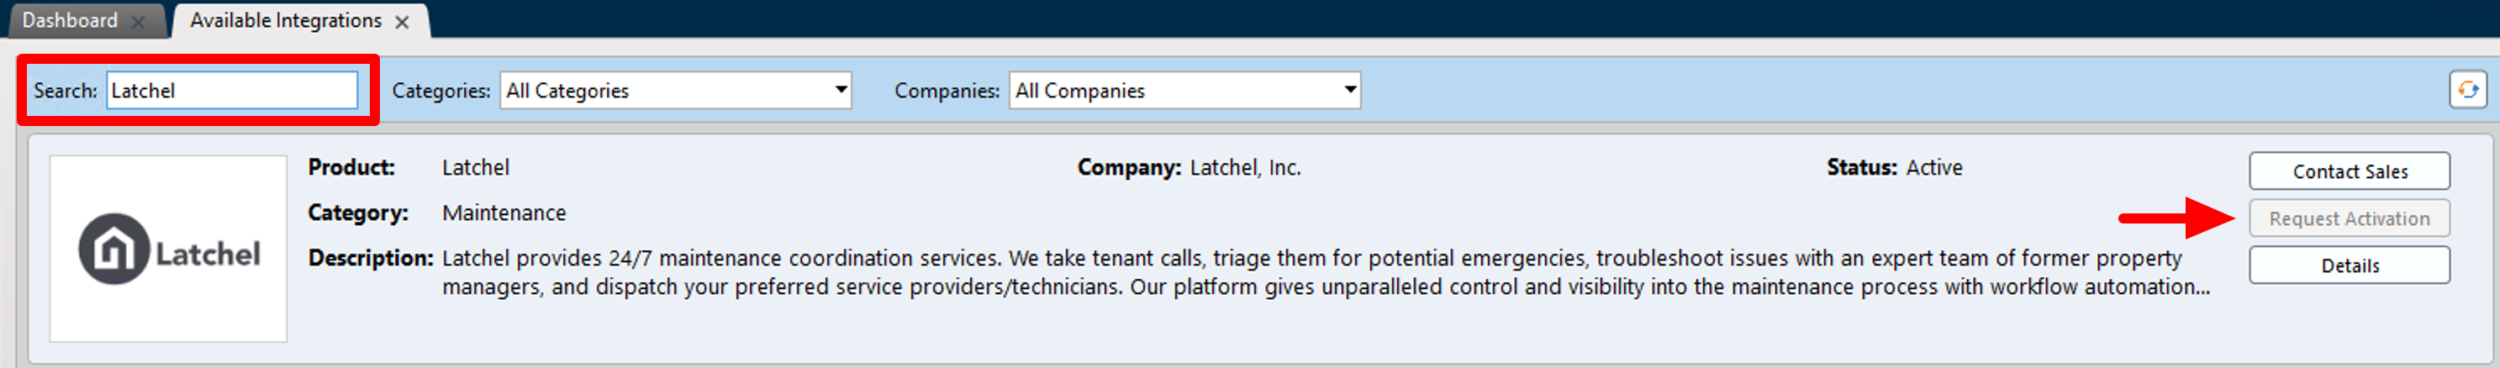 Dashboard
Available Integrations
Search: Latchel
Categories: All Categories
Companies: All Companies
Product: Latchel
Company: Latchel, Inc.
Status: Active
Contact Sales
Category: Maintenance
Request Activation
Latchel
Description: Latchel provides 24/7 maintenance coordination services. We take tenant calls, triage them for potential emergencies, troubleshoot issues with an expert team of former property
managers, and dispatch your preferred service providers/technicians. Our platform gives unparalleled control and visibility into the maintenance process with workflow automation...
Details